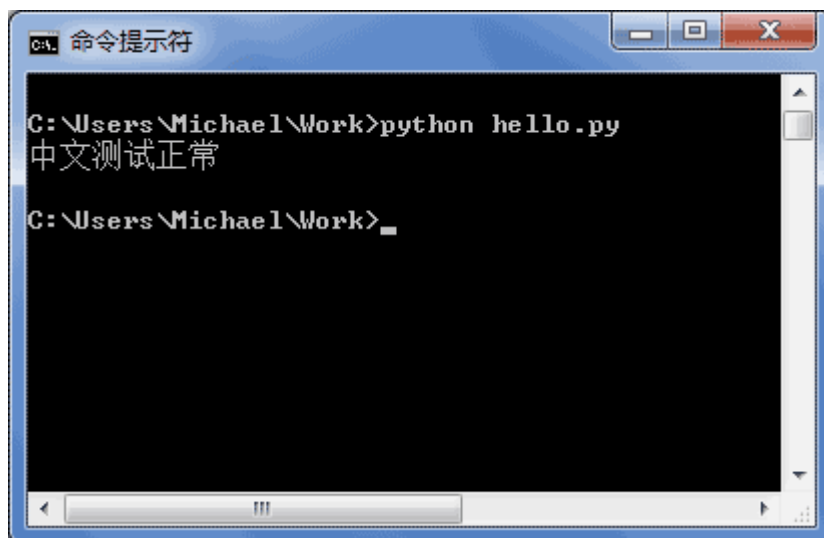 命令提示符
C:\Users\Michael\Work>python hello.py
中文测试正常
C:\Users\Michael\Work>_